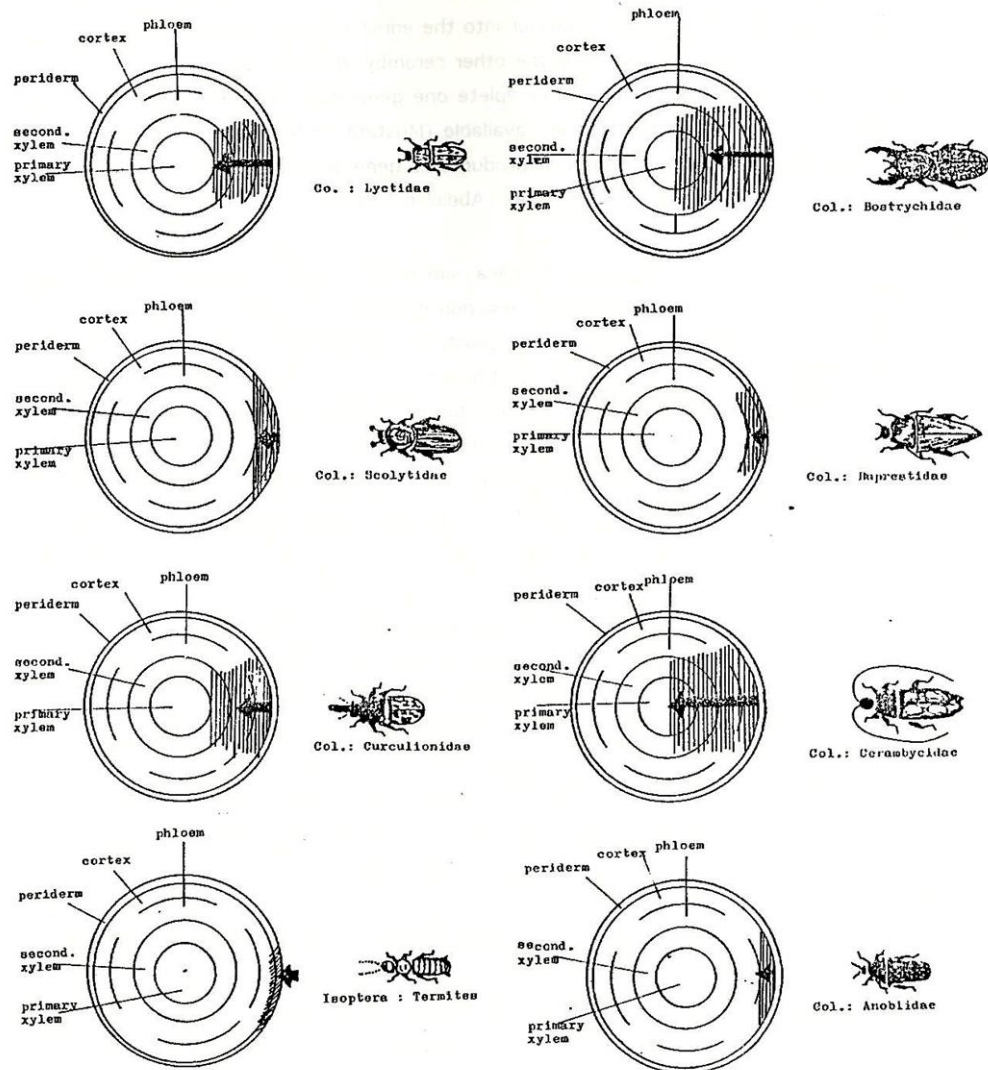 phloem
cortex
periderm
second.
xylem
primary
xylem
Co. : Lyctidae
phloem
cortex
periderm
second.
xylem
primary
xylem
Col.: Bostrychidae
phloem
cortex
periderm
second.
xylem
primary
xylem
Col.: Scolytidae
phloem
cortex
periderm
second.
xylem
primary
xylem
Col.: Buprestidae
phloem
cortex
periderm
second.
xylem
primary
xylem
Col.: Curculionidae
phloem
cortex
periderm
second.
xylem
primary
xylem
Col.: Cerambycidae
phloem
cortex
periderm
second.
xylem
primary
xylem
Isoptera : Termites
phloem
cortex
periderm
second.
xylem
primary
xylem
Col.: Anobiidae